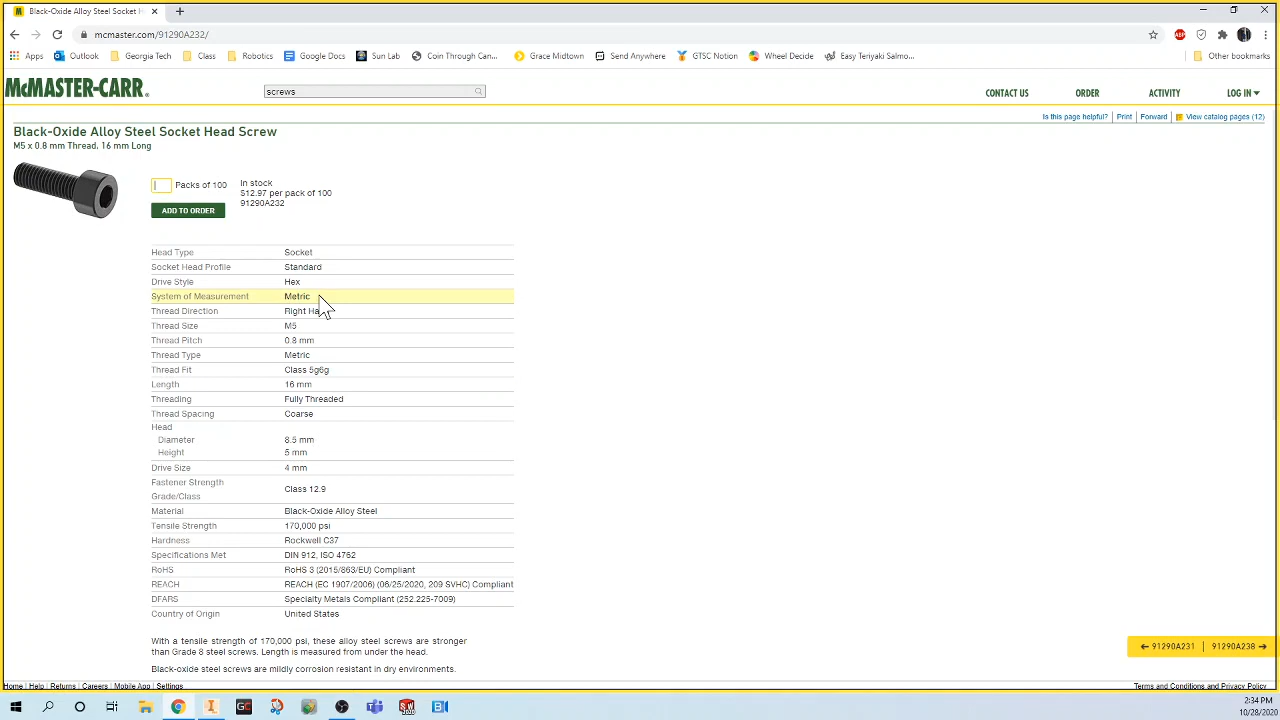 Black-Oxide Alloy Steel Socket H
mcmaster.com/91290A232/
Apps Outlook Georgia Tech Class Robotics Google Docs Sun Lab Coin Through Can... Grace Midtown Send Anywhere GTSC Notion Wheel Decide Easy Teriyaki Salmo... Other bookmarks
McMASTER-CARR® screws CONTACT US ORDER ACTIVITY LOG IN
Is this page helpful? Print Forward View catalog pages (12)
Black-Oxide Alloy Steel Socket Head Screw
M5 x 0.8 mm Thread, 16 mm Long
Packs of 100
In stock
$12.97 per pack of 100
91290A232
ADD TO ORDER
Head Type Socket
Socket Head Profile Standard
Drive Style Hex
System of Measurement Metric
Thread Direction Right Ha
Thread Size M5
Thread Pitch 0.8 mm
Thread Type Metric
Thread Fit Class 5g6g
Length 16 mm
Threading Fully Threaded
Thread Spacing Coarse
Head
Diameter 8.5 mm
Height 5 mm
Drive Size 4 mm
Fastener Strength
Grade/Class Class 12.9
Material Black-Oxide Alloy Steel
Tensile Strength 170,000 psi
Hardness Rockwell C37
Specifications Met DIN 912, ISO 4762
RoHS RoHS 3 (2015/863/EU) Compliant
REACH REACH (EC 1907/2006) (06/25/2020, 209 SVHC) Compliant
DFARS Specialty Metals Compliant (252.225-7009)
Country of Origin United States
With a tensile strength of 170,000 psi, these alloy steel screws are stronger
than Grade 8 steel screws. Length is measured from under the head.
Black-oxide steel screws are mildly corrosion resistant in dry environments.
91290A231 91290A238
Home Help Returns Careers Mobile App Settings Terms and Conditions and Privacy Policy
2:34 PM
10/28/2020